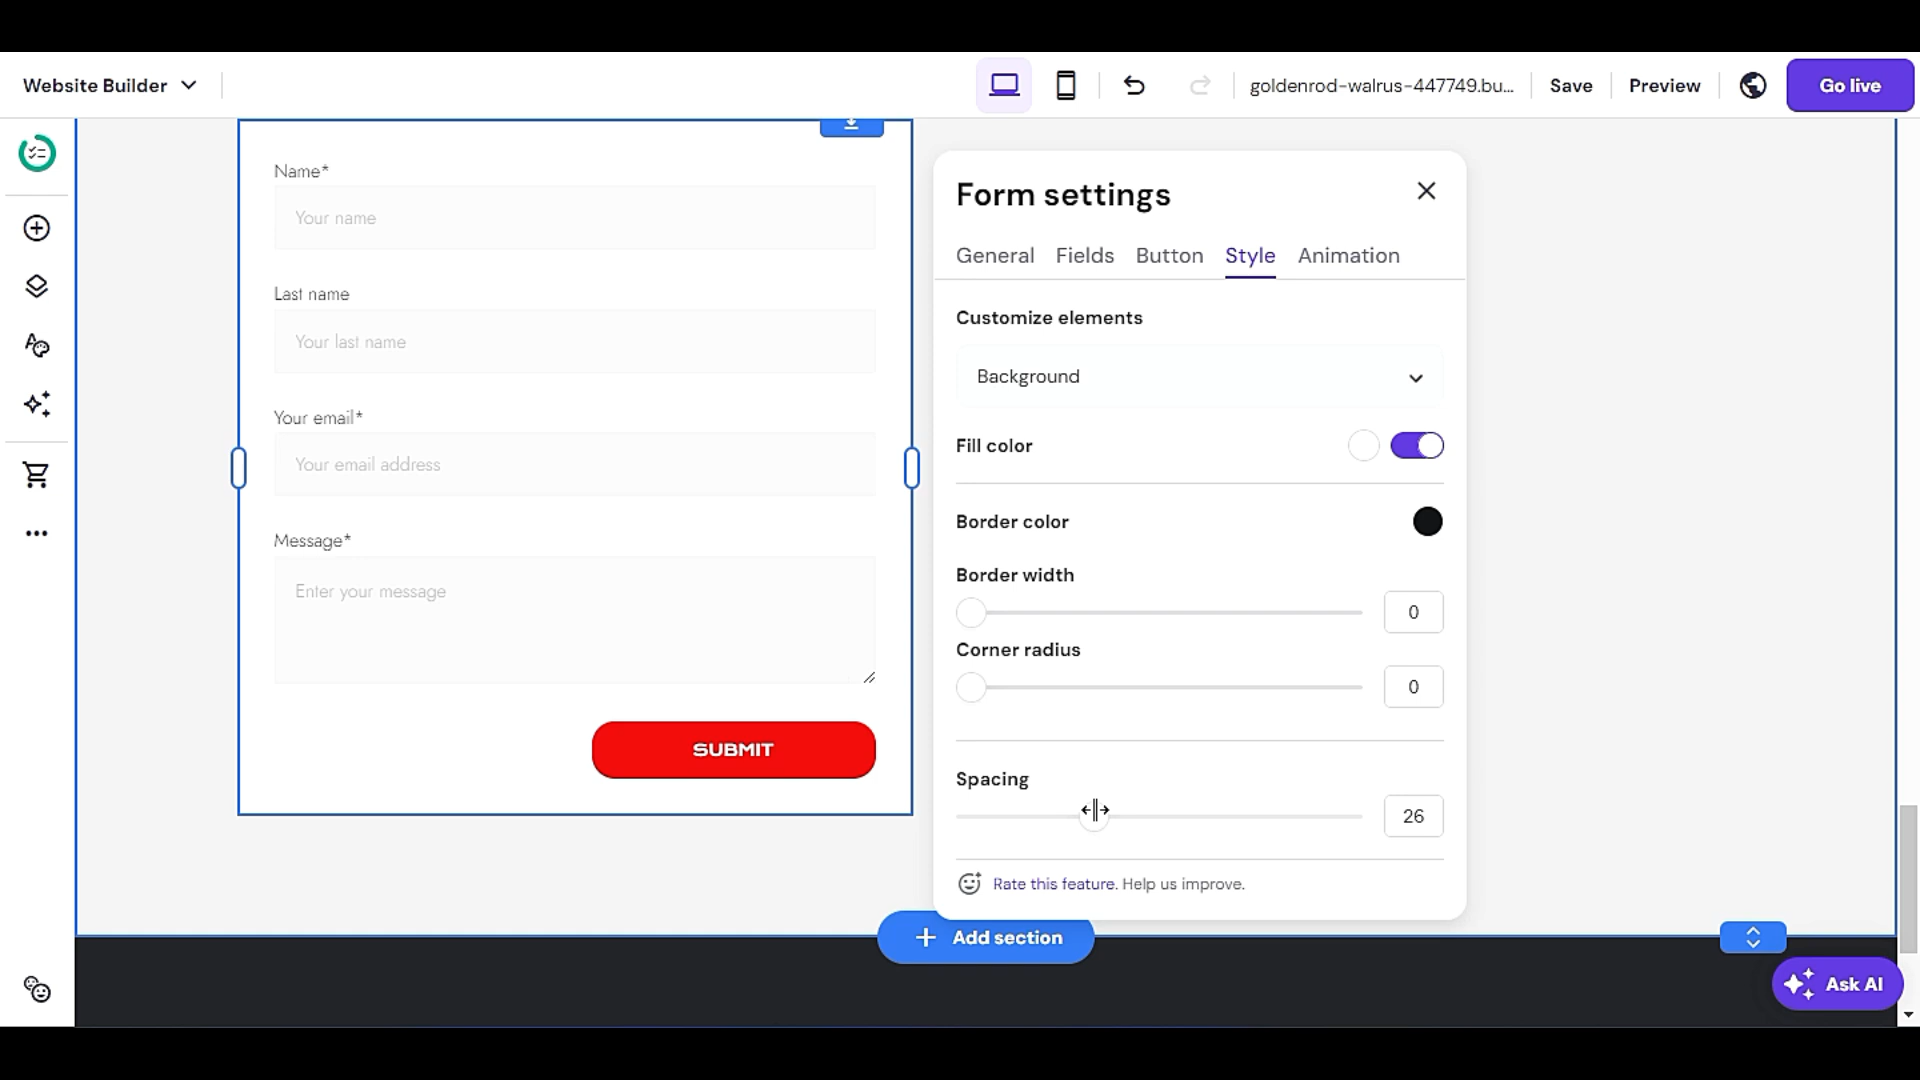 Website Builder
goldenrod-walrus-447749.bu...
Save
Preview
Go live
Name*
Your name
Last name
Your last name
Your email*
Your email address
Message*
Enter your message
SUBMIT
Form settings
General Fields Button Style Animation
Customize elements
Background
Fill color
Border color
Border width
0
Corner radius
0
Spacing
26
Rate this feature. Help us improve.
Add section
Ask AI